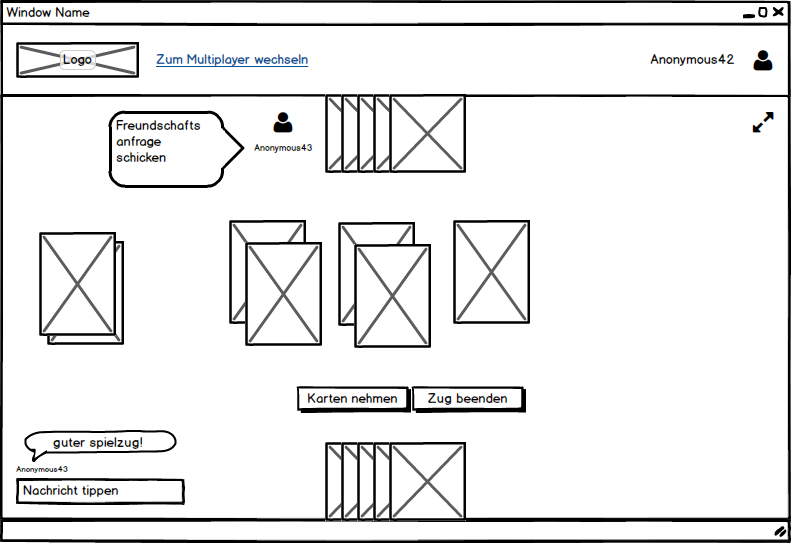 Window Name
Logo
Zum Multiplayer wechseln
Anonymous42
Freundschafts
anfrage
schicken
Anonymous43
Karten nehmen
Zug beenden
guter spielzug!
Anonymous43
Nachricht tippen